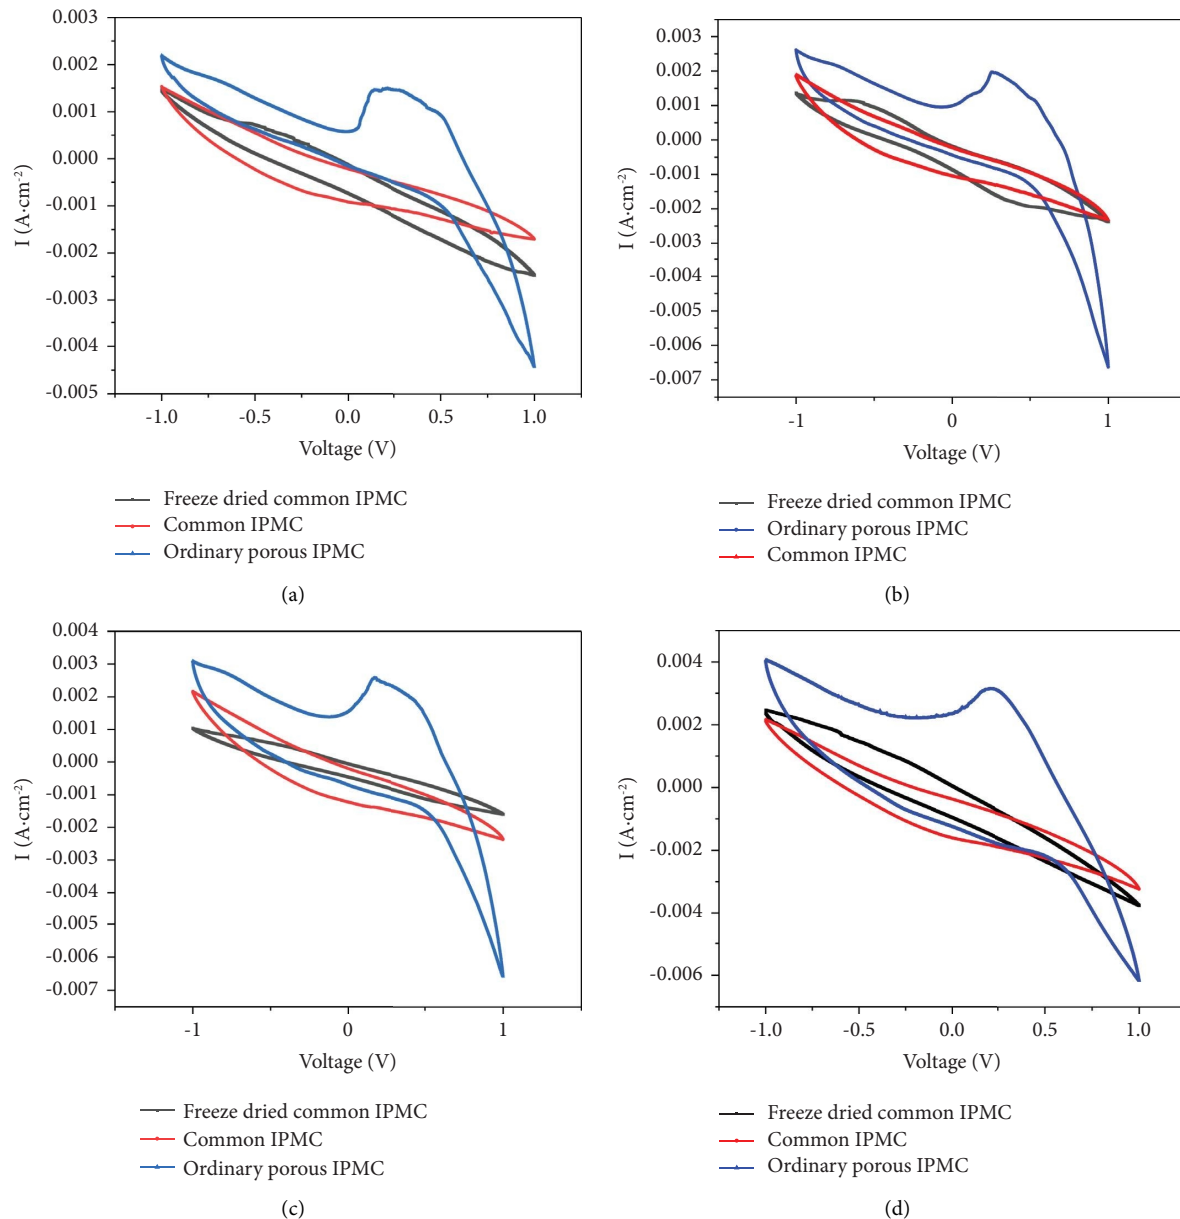 0.003
0.002
0.001
0.000
-0.001
-0.002
-0.003
-0.004
-0.005
I (A·cm-2)
-1.0 -0.5 0.0 0.5 1.0
Voltage (V)
Freeze dried common IPMC
Common IPMC
Ordinary porous IPMC
(a)
0.003
0.002
0.001
0.000
-0.001
-0.002
-0.003
-0.004
-0.005
-0.006
-0.007
I (A·cm-2)
-1 0 1
Voltage (V)
Freeze dried common IPMC
Ordinary porous IPMC
Common IPMC
(b)
0.004
0.003
0.002
0.001
0.000
-0.001
-0.002
-0.003
-0.004
-0.005
-0.006
-0.007
I (A·cm-2)
-1 0 1
Voltage (V)
Freeze dried common IPMC
Common IPMC
Ordinary porous IPMC
(c)
0.004
0.002
0.000
-0.002
-0.004
-0.006
I (A·cm-2)
-1.0 -0.5 0.0 0.5 1.0
Voltage (V)
Freeze dried common IPMC
Common IPMC
Ordinary porous IPMC
(d)